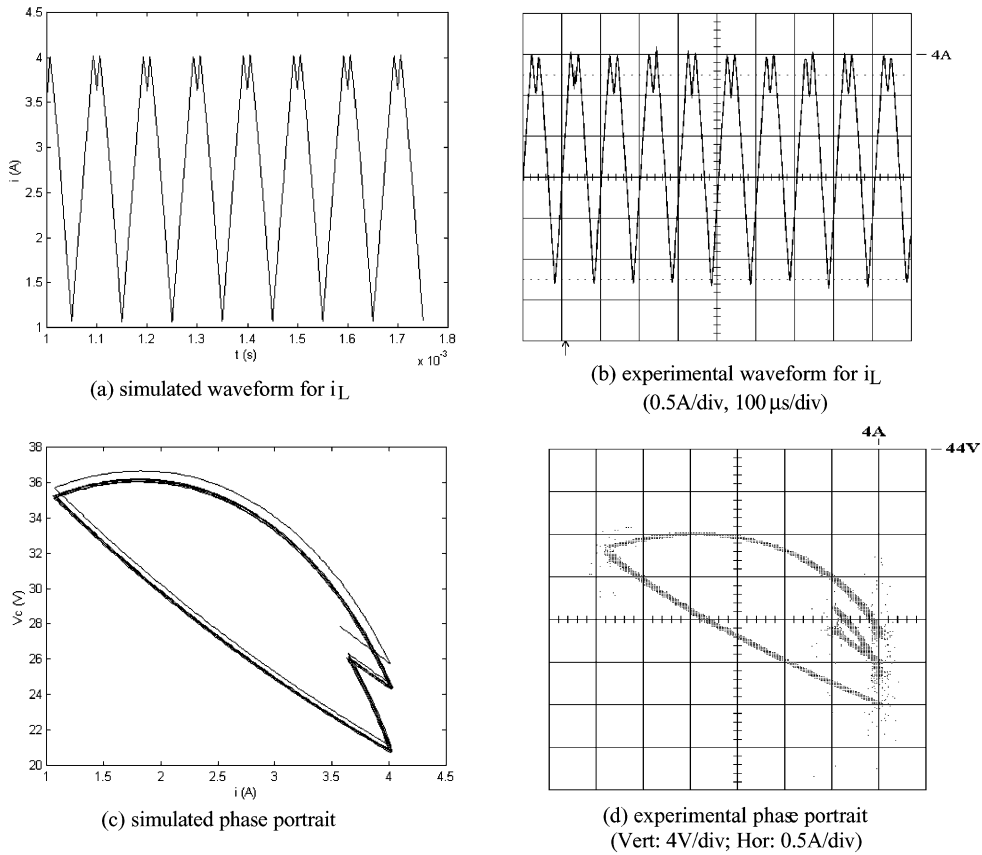 4.5
4
3.5
3
2.5
2
1.5
1
i (A)
1 1.1 1.2 1.3 1.4 1.5 1.6 1.7 1.8
t (s)
x 10⁻³
(a) simulated waveform for iL
4A
(b) experimental waveform for iL
(0.5A/div, 100 μs/div)
38
36
34
32
30
28
26
24
22
20
Vc (V)
1 1.5 2 2.5 3 3.5 4 4.5
i (A)
(c) simulated phase portrait
4A
44V
(d) experimental phase portrait
(Vert: 4V/div; Hor: 0.5A/div)